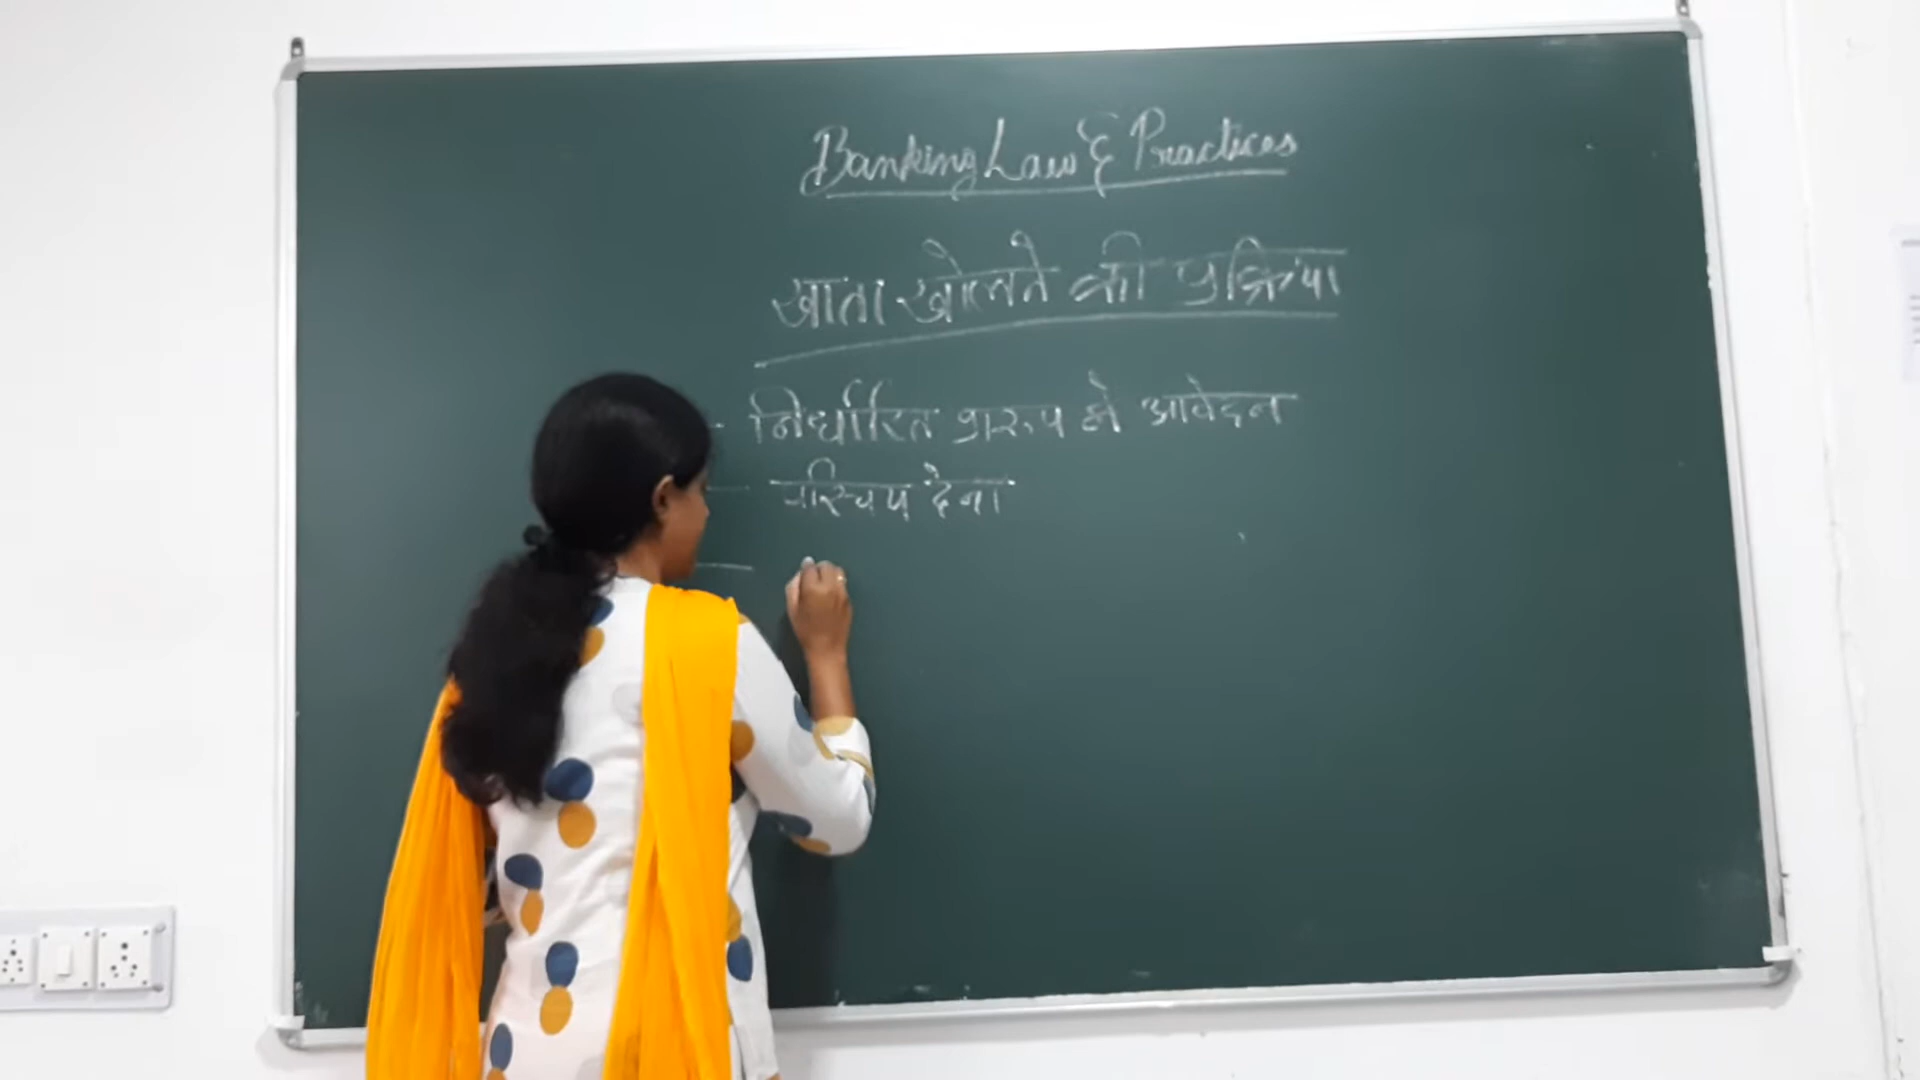 Banking Law & Practices
खाता खोलने की प्रक्रिया
- निर्धारित प्रारूप में आवेदन
- परिचय देना
-